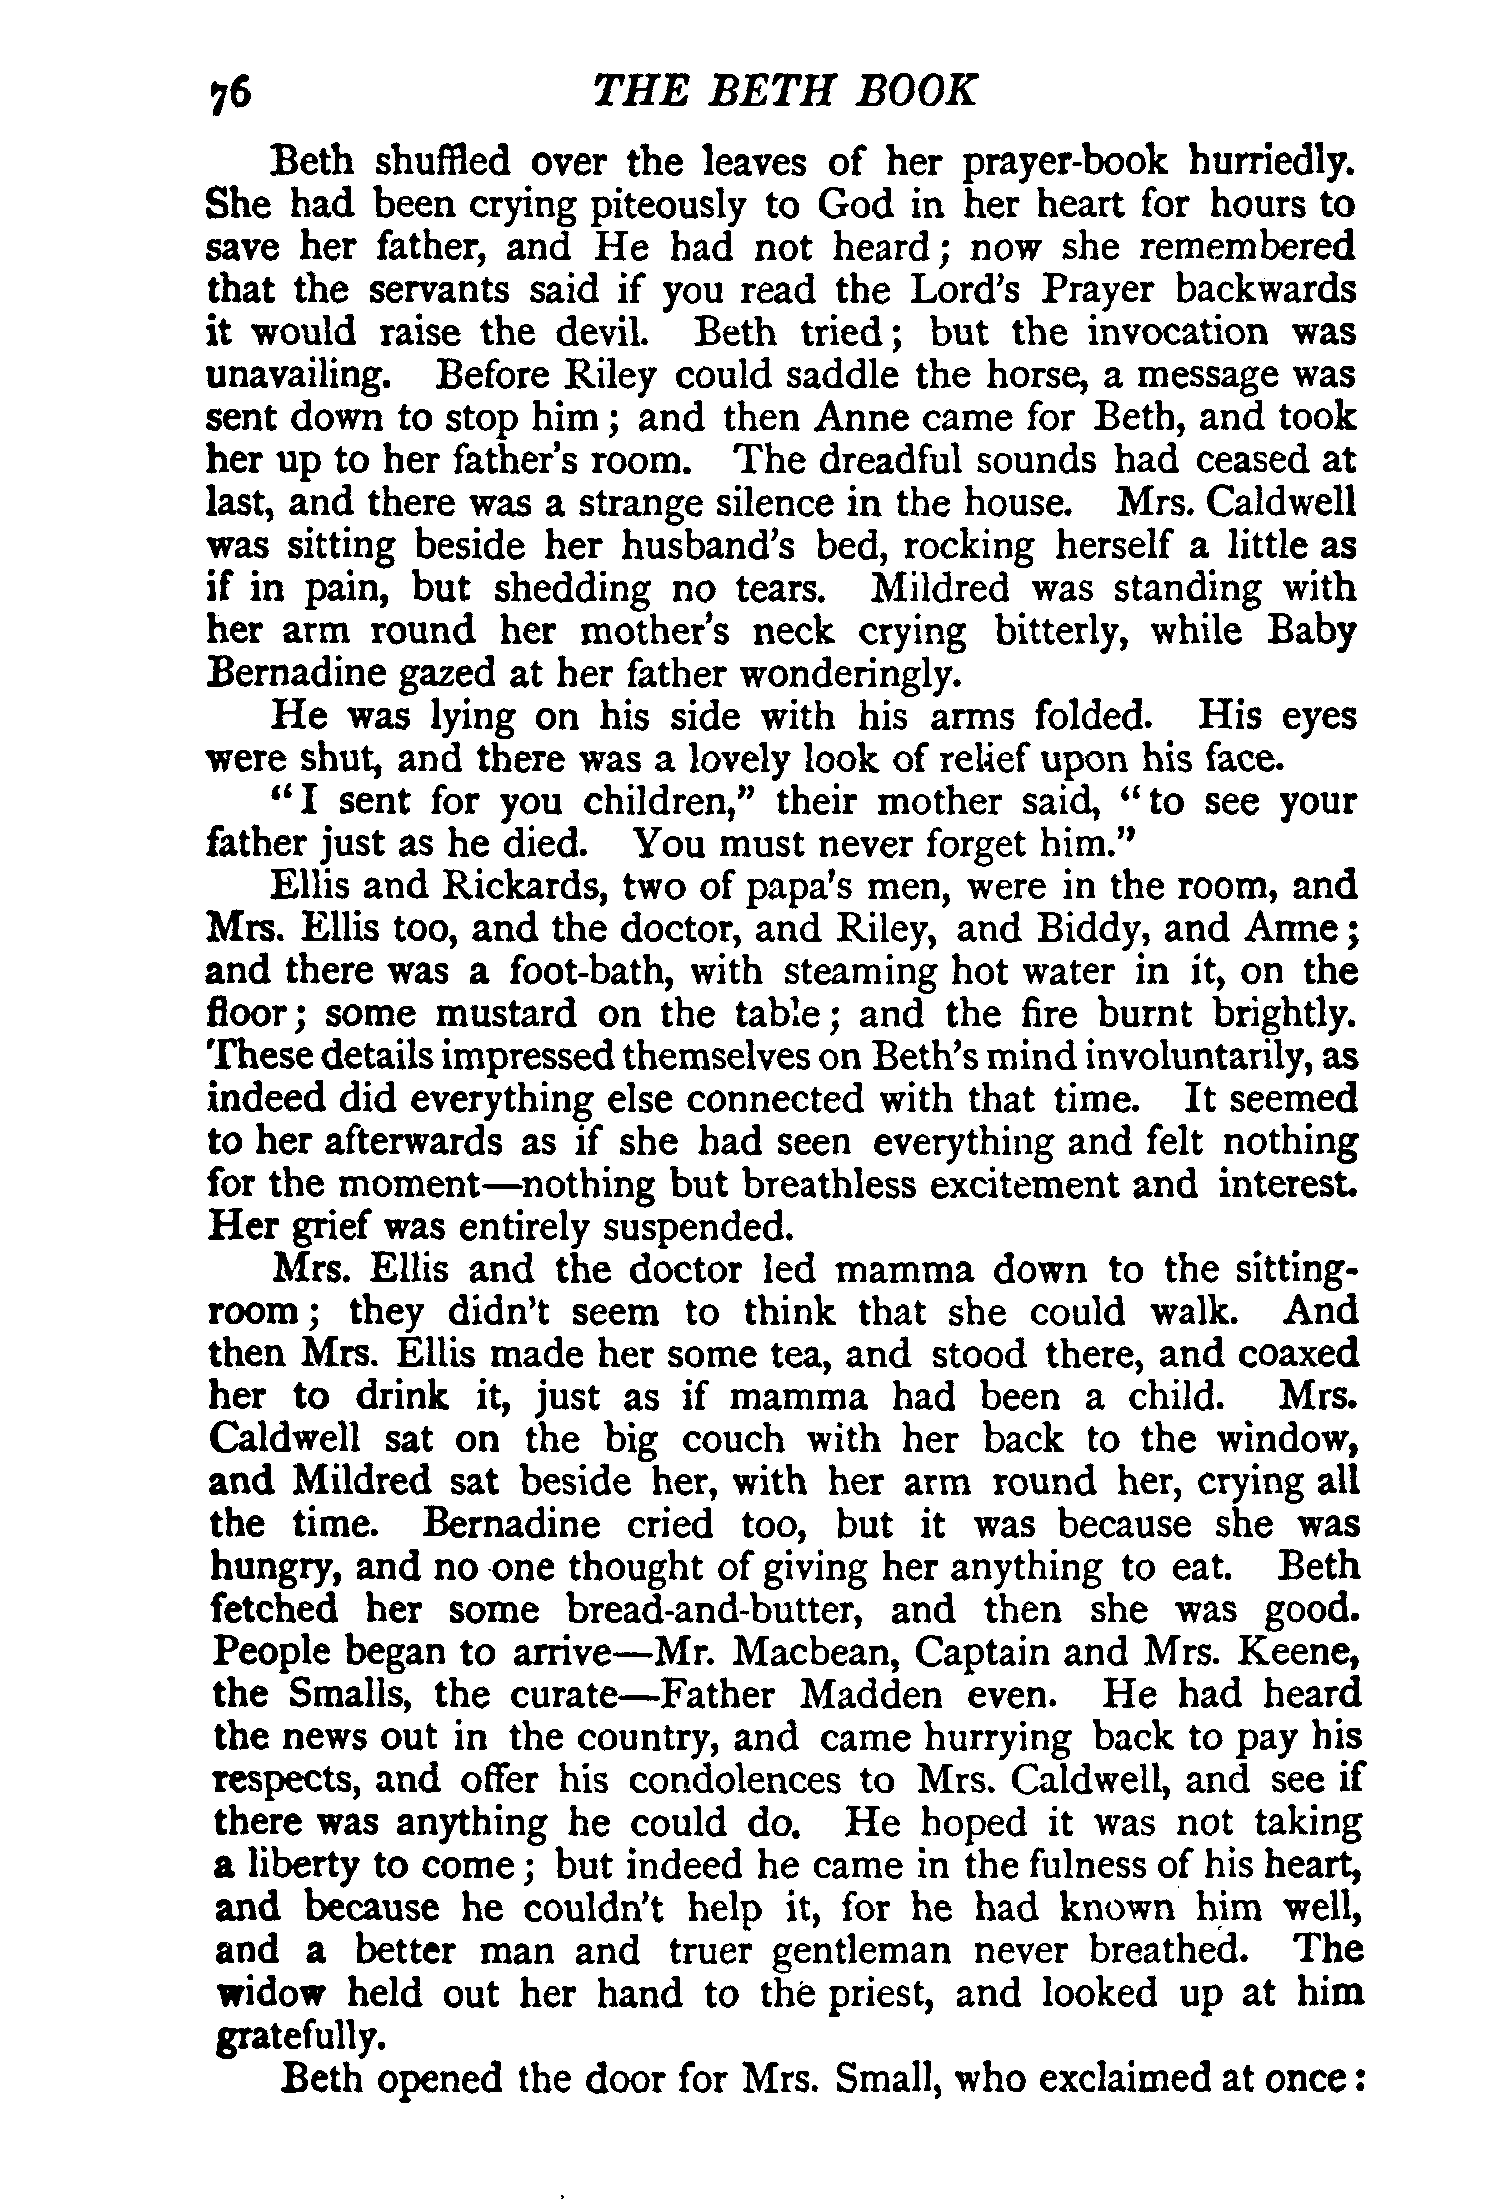 76 THE BETH BOOK
Beth shuffled over the leaves of her prayer-book hurriedly.
She had been crying piteously to God in her heart for hours to
save her father, and He had not heard; now she remembered
that the servants said if you read the Lord's Prayer backwards
it would raise the devil. Beth tried; but the invocation was
unavailing. Before Riley could saddle the horse, a message was
sent down to stop him; and then Anne came for Beth, and took
her up to her father's room. The dreadful sounds had ceased at
last, and there was a strange silence in the house. Mrs. Caldwell
was sitting beside her husband's bed, rocking herself a little as
if in pain, but shedding no tears. Mildred was standing with
her arm round her mother's neck crying bitterly, while Baby
Bernadine gazed at her father wonderingly.
He was lying on his side with his arms folded. His eyes
were shut, and there was a lovely look of relief upon his face.
"I sent for you children," their mother said, "to see your
father just as he died. You must never forget him."
Ellis and Rickards, two of papa's men, were in the room, and
Mrs. Ellis too, and the doctor, and Riley, and Biddy, and Anne;
and there was a foot-bath, with steaming hot water in it, on the
floor; some mustard on the table; and the fire burnt brightly.
These details impressed themselves on Beth's mind involuntarily, as
indeed did everything else connected with that time. It seemed
to her afterwards as if she had seen everything and felt nothing
for the moment—nothing but breathless excitement and interest.
Her grief was entirely suspended.
Mrs. Ellis and the doctor led mamma down to the sitting-
room; they didn't seem to think that she could walk. And
then Mrs. Ellis made her some tea, and stood there, and coaxed
her to drink it, just as if mamma had been a child. Mrs.
Caldwell sat on the big couch with her back to the window,
and Mildred sat beside her, with her arm round her, crying all
the time. Bernadine cried too, but it was because she was
hungry, and no one thought of giving her anything to eat. Beth
fetched her some bread-and-butter, and then she was good.
People began to arrive—Mr. Macbean, Captain and Mrs. Keene,
the Smalls, the curate—Father Madden even. He had heard
the news out in the country, and came hurrying back to pay his
respects, and offer his condolences to Mrs. Caldwell, and see if
there was anything he could do. He hoped it was not taking
a liberty to come; but indeed he came in the fulness of his heart,
and because he couldn't help it, for he had known him well,
and a better man and truer gentleman never breathed. The
widow held out her hand to the priest, and looked up at him
gratefully.
Beth opened the door for Mrs. Small, who exclaimed at once: